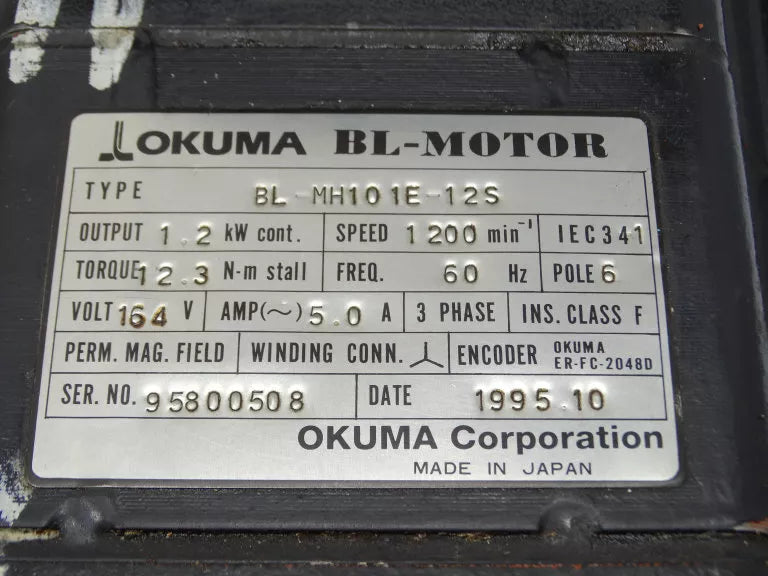 OKUMA BL-MOTOR
TYPE BL-MH101E-12S
OUTPUT 1.2 kW cont. SPEED 1200 min⁻¹ IEC341
TORQUE 12.3 N-m stall FREQ. 60 Hz POLE 6
VOLT 164 V AMP(～) 5.0 A 3 PHASE INS. CLASS F
PERM. MAG. FIELD WINDING CONN. ⅄ ENCODER OKUMA
ER-FC-2048D
SER. NO. 95800508 DATE 1995.10
OKUMA Corporation
MADE IN JAPAN